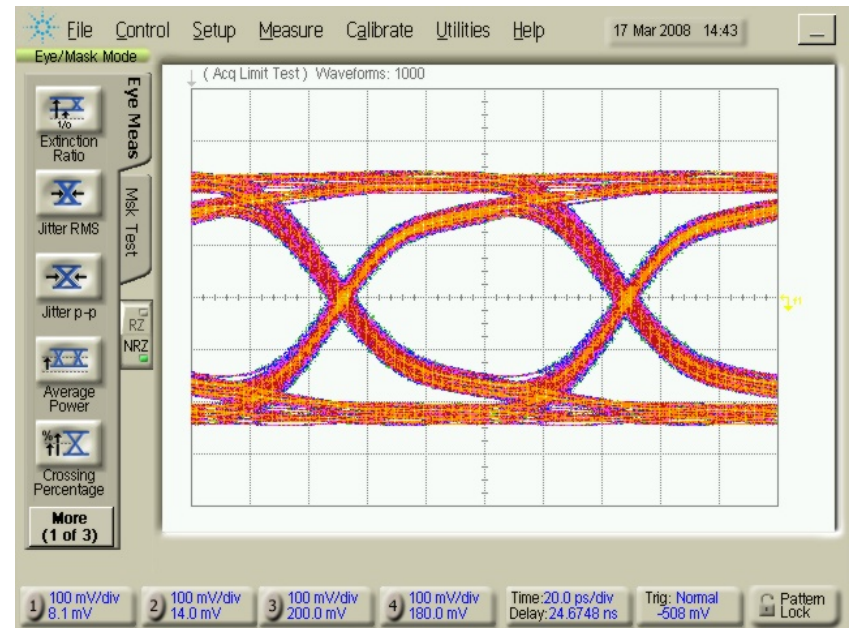 File Control Setup Measure Calibrate Utilities Help 17 Mar 2008 14:43
Eye/Mask Mode
( Acq Limit Test ) Waveforms: 1000
Eye Meas
Msk Test
1/0
Extinction
Ratio
Jitter RMS
Jitter p-p
RZ
NRZ
Average
Power
%
Crossing
Percentage
More
(1 of 3)
1) 100 mV/div
8.1 mV
2) 100 mV/div
14.0 mV
3) 100 mV/div
200.0 mV
4) 100 mV/div
180.0 mV
Time:20.0 ps/div
Delay:24.6748 ns
Trig: Normal
-508 mV
Pattern
Lock